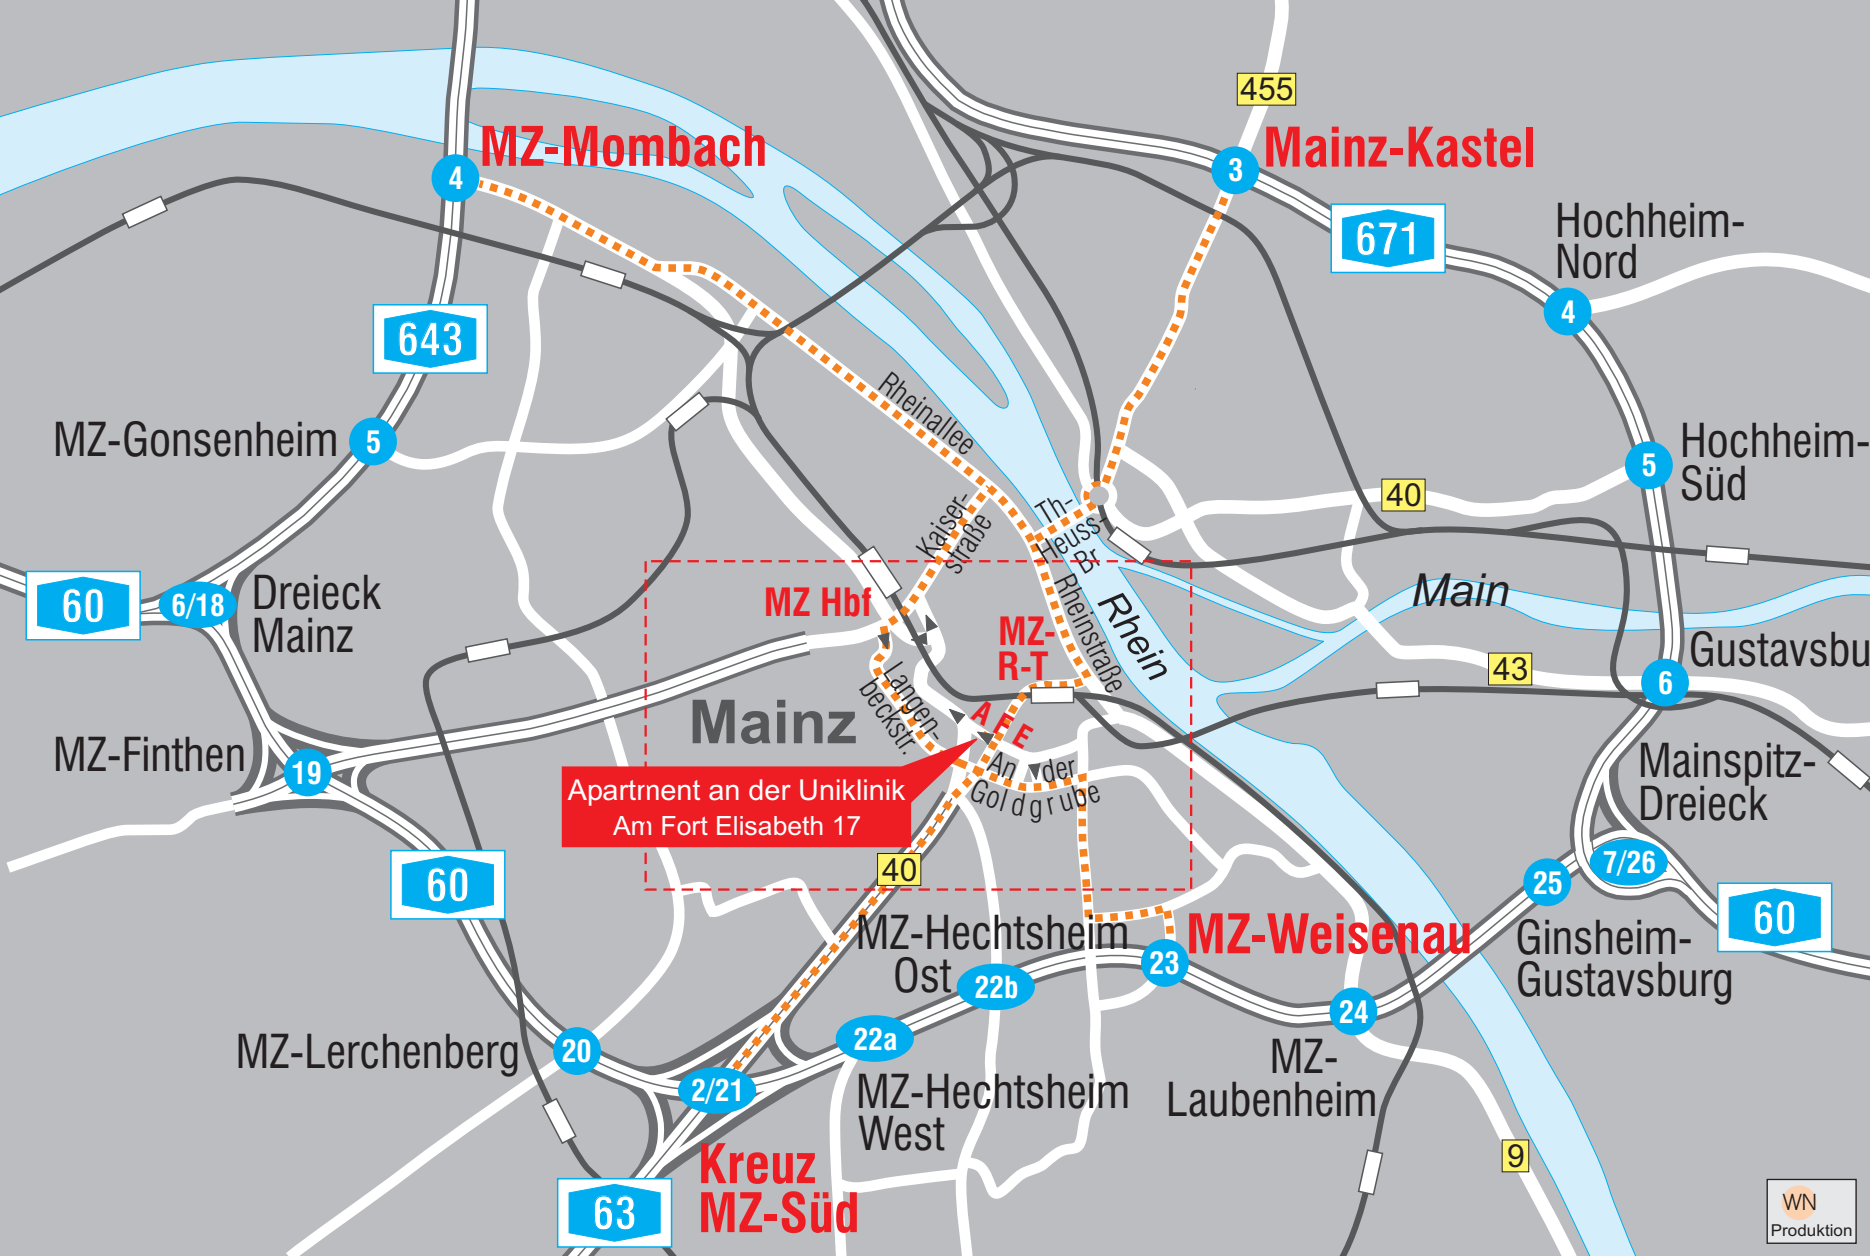 455
MZ-Mombach
Mainz-Kastel
4
3
671
Hochheim-
Nord
4
643
Rheinallee
MZ-Gonsenheim
5
Hochheim-
Süd
5
40
Kaiser-
straße
Th-
Heuss-
Br
60
6/18
Dreieck
Mainz
MZ Hbf
MZ-
R-T
Rheinstraße
Rhein
Main
43
Gustavsbu
6
Langen-
beckstr.
Mainz
A F E
MZ-Finthen
19
An der
Goldgrube
Apartment an der Uniklinik
Am Fort Elisabeth 17
Mainspitz-
Dreieck
60
40
25
7/26
60
MZ-Hechtsheim
Ost
22b
MZ-Weisenau
23
Ginsheim-
Gustavsburg
24
MZ-Lerchenberg
20
22a
MZ-
Laubenheim
2/21
MZ-Hechtsheim
West
Kreuz
MZ-Süd
63
9
WN
Produktion